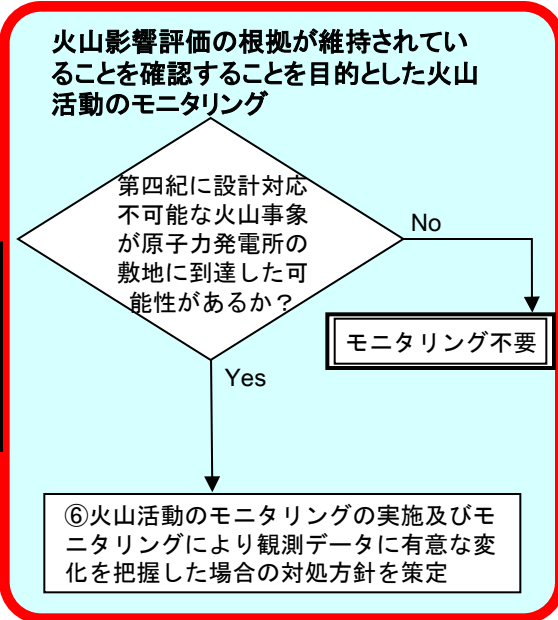 火山影響評価の根拠が維持されてい
ることを確認することを目的とした火山
活動のモニタリング
第四紀に設計対応
不可能な火山事象
が原子力発電所の
敷地に到達した可
能性があるか？
No
モニタリング不要
Yes
⑥火山活動のモニタリングの実施及びモ
ニタリングにより観測データに有意な変
化を把握した場合の対処方針を策定